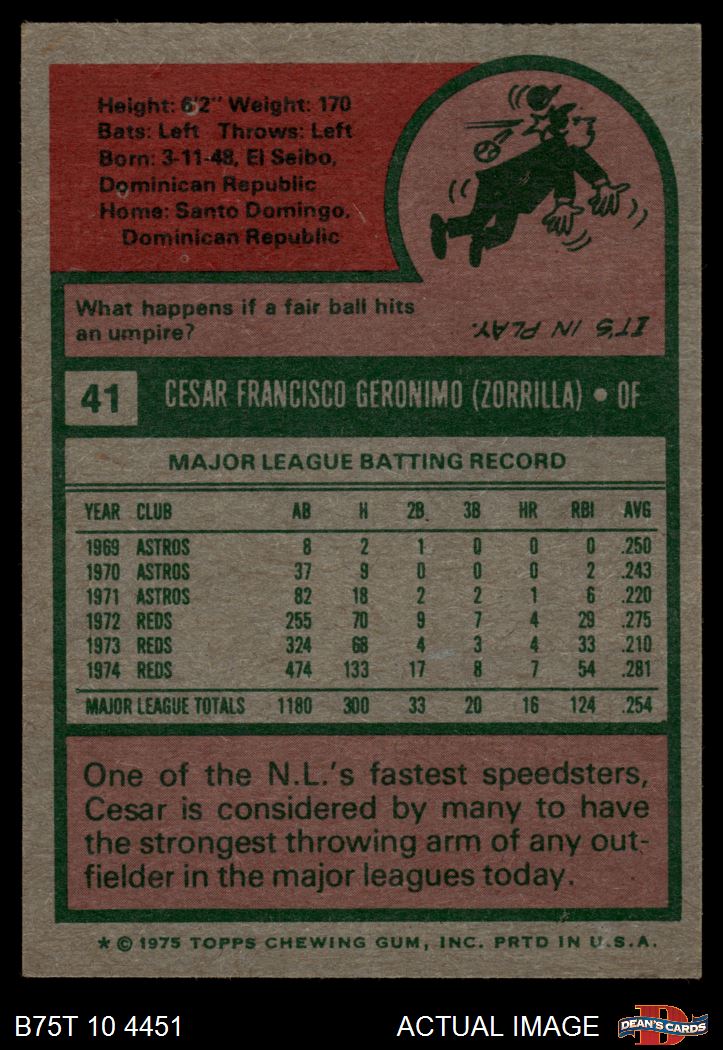 Height: 6'2" Weight: 170
Bats: Left Throws: Left
Born: 3-11-48, El Seibo,
Dominican Republic
Home: Santo Domingo,
Dominican Republic
What happens if a fair ball hits
an umpire?
IT'S IN PLAY.
41 CESAR FRANCISCO GERONIMO (ZORRILLA) • OF
MAJOR LEAGUE BATTING RECORD
YEAR CLUB AB H 2B 3B HR RBI AVG
1969 ASTROS 8 2 1 0 0 0 .250
1970 ASTROS 37 9 0 0 0 2 .243
1971 ASTROS 82 18 2 2 1 6 .220
1972 REDS 255 70 9 7 4 29 .275
1973 REDS 324 68 4 3 4 33 .210
1974 REDS 474 133 17 8 7 54 .281
MAJOR LEAGUE TOTALS 1180 300 33 20 16 124 .254
One of the N.L.'s fastest speedsters,
Cesar is considered by many to have
the strongest throwing arm of any out-
fielder in the major leagues today.
* © 1975 TOPPS CHEWING GUM, INC. PRTD IN U.S.A.
B75T 10 4451 ACTUAL IMAGE D DEAN'S CARDS